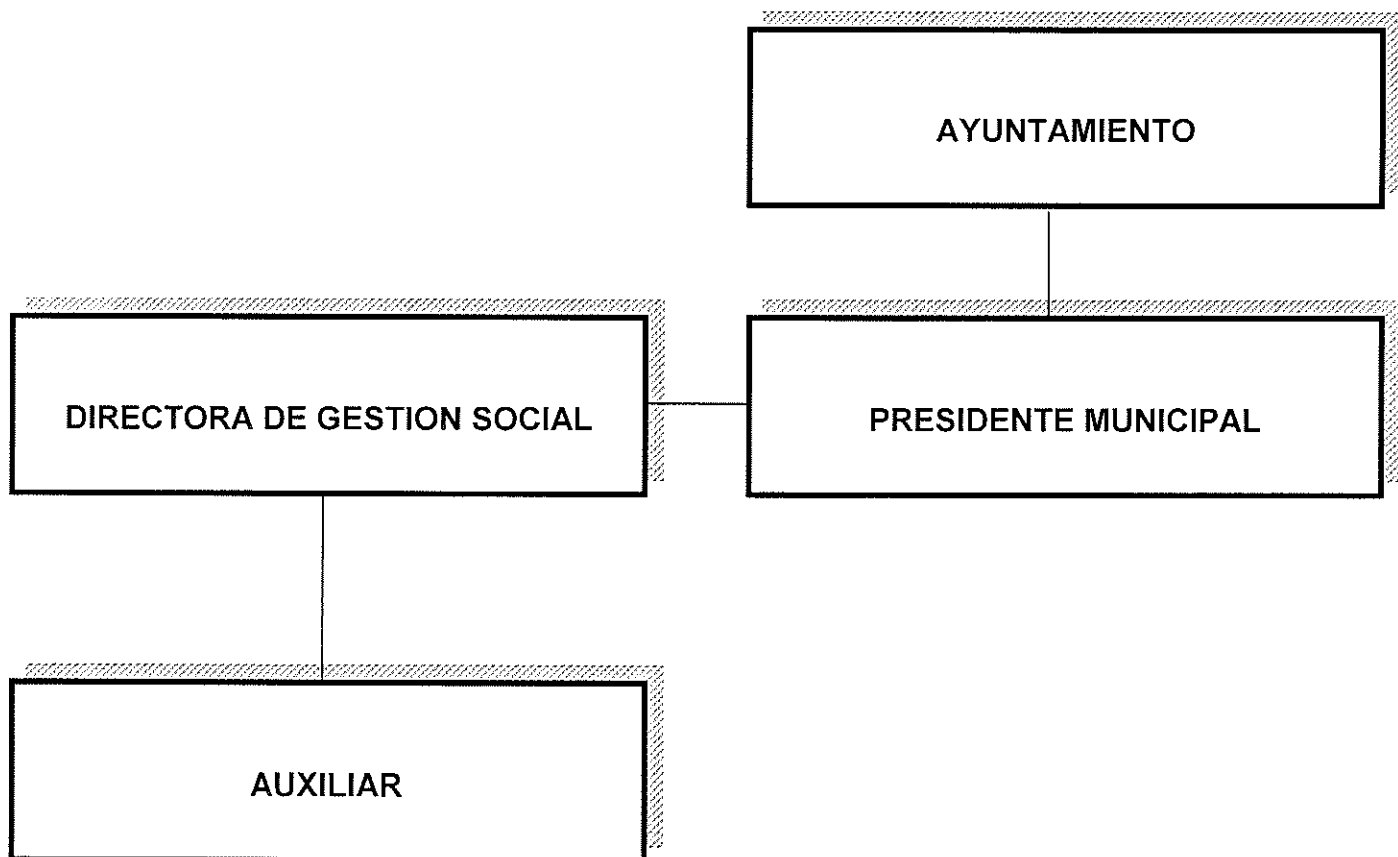 AYUNTAMIENTO
DIRECTORA DE GESTION SOCIAL
PRESIDENTE MUNICIPAL
AUXILIAR